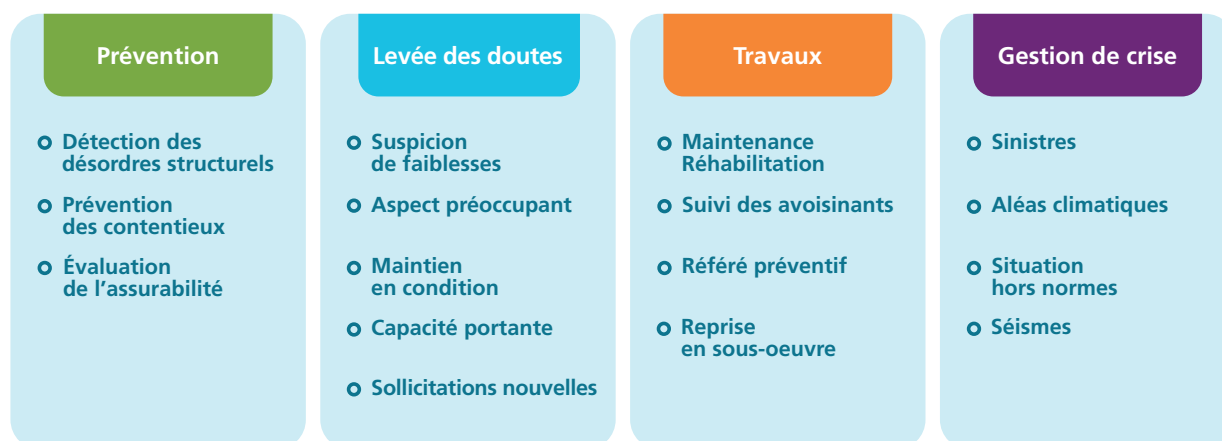 Prévention
Détection des
désordres structurels
Prévention
des contentieux
Évaluation
de l'assurabilité
Levée des doutes
Suspicion
de faiblesses
Aspect préoccupant
Maintien
en condition
Capacité portante
Sollicitations nouvelles
Travaux
Maintenance
Réhabilitation
Suivi des avoisinants
Référé préventif
Reprise
en sous-oeuvre
Gestion de crise
Sinistres
Aléas climatiques
Situation
hors normes
Séismes